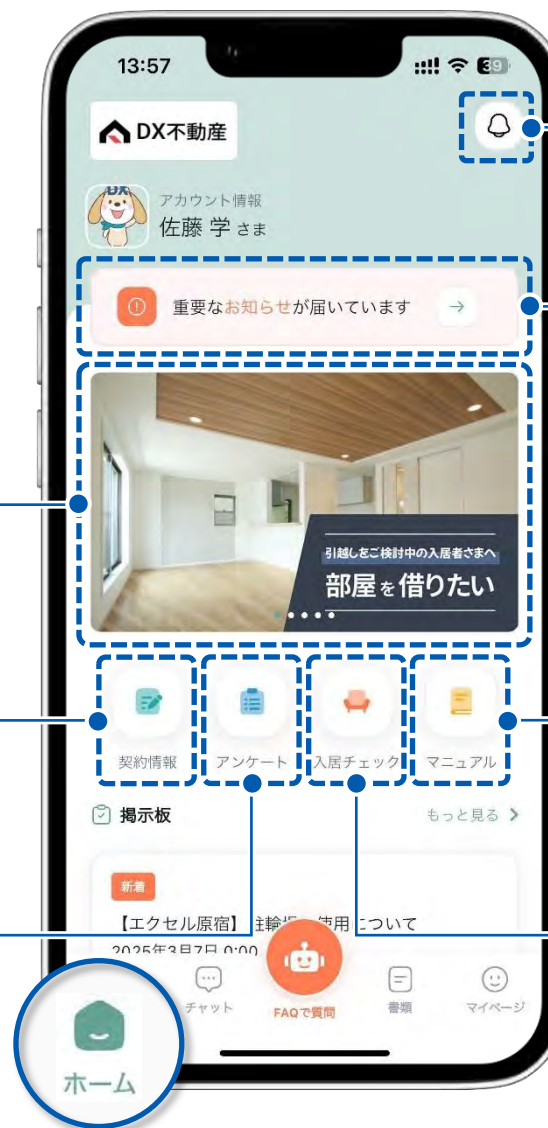 13:57
39
DX不動産
アカウント情報
佐藤 学 さま
重要なお知らせが届いています
引越しをご検討中の入居者さまへ
部屋を借りたい
契約情報
アンケート
入居チェック
マニュアル
掲示板
もっと見る
新着
【エクセル原宿】 使用について
2025年3月7日 0:00
ホーム
チャット
FAQで質問
書類
マイページ